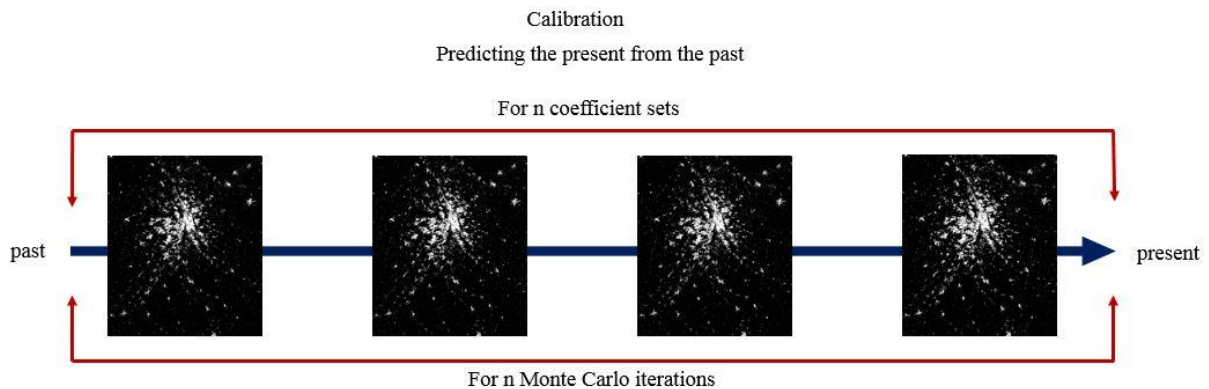 Calibration
Predicting the present from the past
For n coefficient sets
past
present
For n Monte Carlo iterations